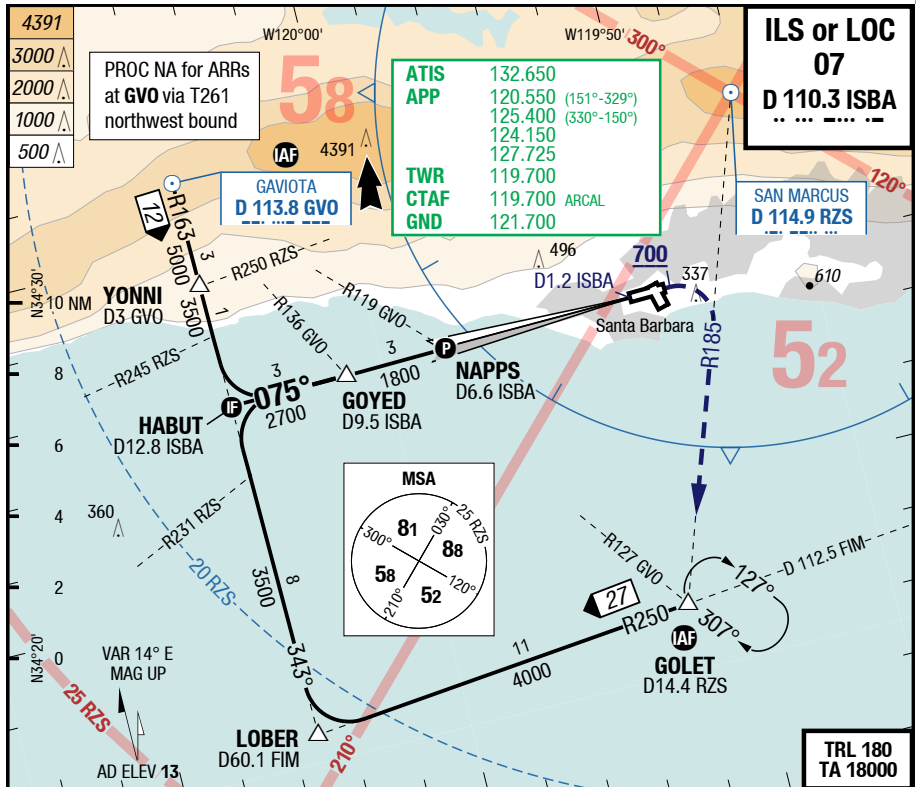 4391
3000
2000
1000
500
PROC NA for ARRs
at GVO via T261
northwest bound
W120°00'
W119°50'
58
ATIS 132.650
APP 120.550 (151°-329°)
125.400 (330°-150°)
124.150
127.725
TWR 119.700
CTAF 119.700 ARCAL
GND 121.700
300°
ILS or LOC
07
D 110.3 ISBA
IAF
4391
GAVIOTA
D 113.8 GVO
SAN MARCUS
D 114.9 RZS
120°
12
R163
3
5000
R250 RZS
496
700
D1.2 ISBA
337
610
N34°30'
10 NM
YONNI
D3 GVO
3500
1
R136 GVO
R119 GVO
Santa Barbara
R185
52
R245 RZS
8
3
075°
2700
3
1800
P
NAPPS
D6.6 ISBA
GOYED
D9.5 ISBA
IF
HABUT
D12.8 ISBA
6
MSA
25 RZS
030°
300°
81
88
58
52
120°
210°
4
360
R231 RZS
20 RZS
8
3500
2
R127 GVO
D 112.5 FIM
127°
307°
27
R250
IAF
GOLET
D14.4 RZS
N34°20'
0
343°
11
4000
VAR 14° E
MAG UP
25 RZS
AD ELEV 13
LOBER
D60.1 FIM
210°
TRL 180
TA 18000